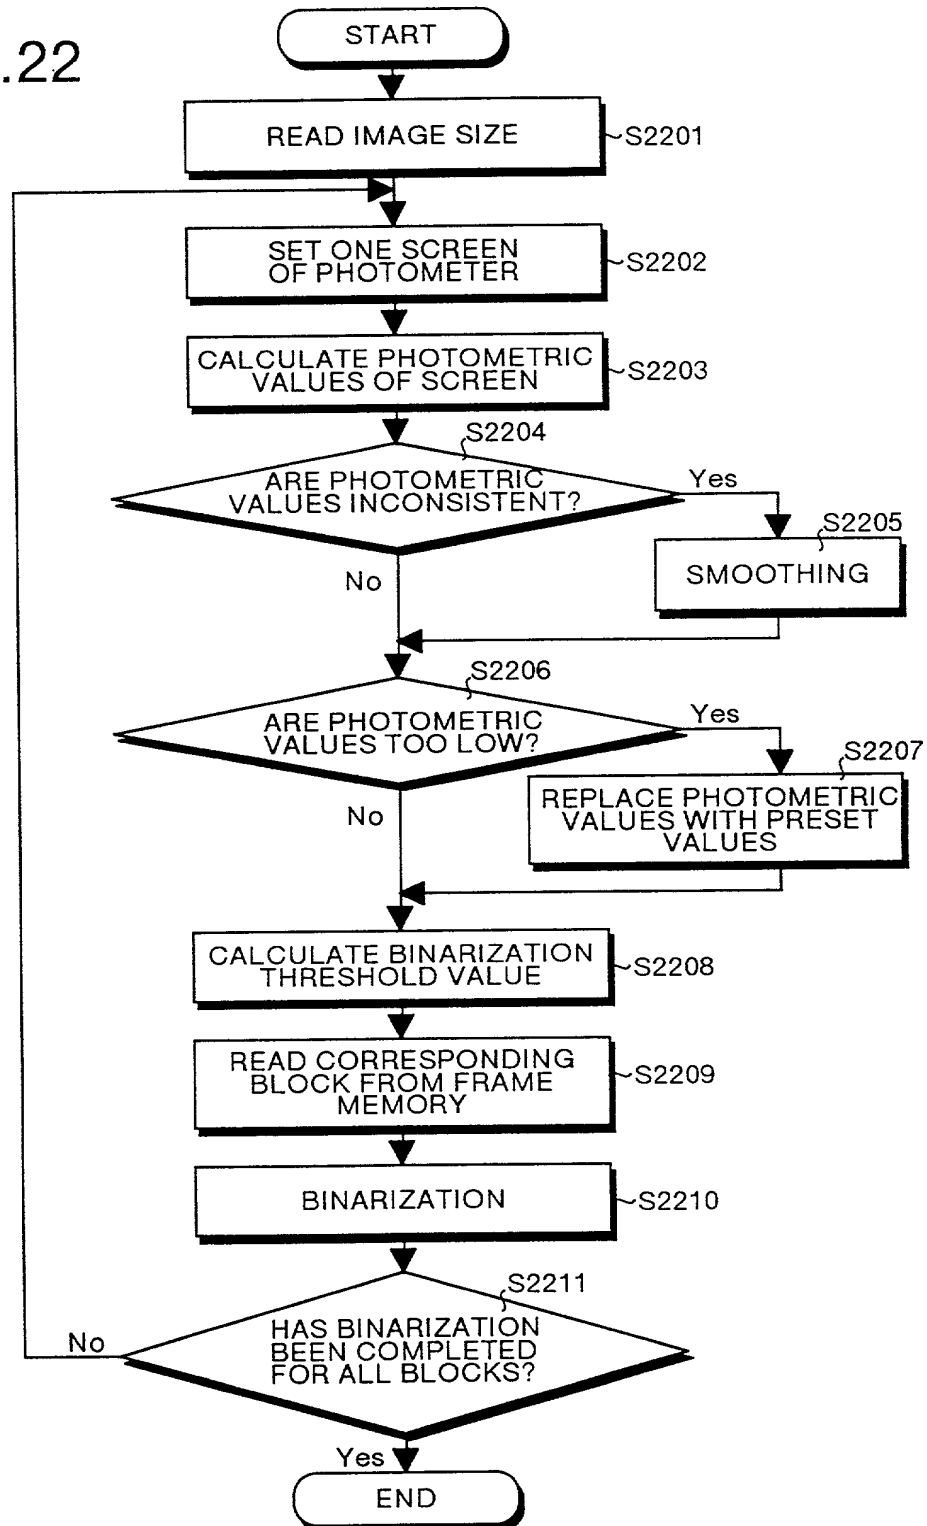 .22
START
READ IMAGE SIZE
S2201
SET ONE SCREEN
OF PHOTOMETER
S2202
CALCULATE PHOTOMETRIC
VALUES OF SCREEN
S2203
S2204
ARE PHOTOMETRIC
VALUES INCONSISTENT?
Yes
S2205
SMOOTHING
No
S2206
ARE PHOTOMETRIC
VALUES TOO LOW?
Yes
S2207
REPLACE PHOTOMETRIC
VALUES WITH PRESET
VALUES
No
CALCULATE BINARIZATION
THRESHOLD VALUE
S2208
READ CORRESPONDING
BLOCK FROM FRAME
MEMORY
S2209
BINARIZATION
S2210
S2211
HAS BINARIZATION
BEEN COMPLETED
FOR ALL BLOCKS?
No
Yes
END